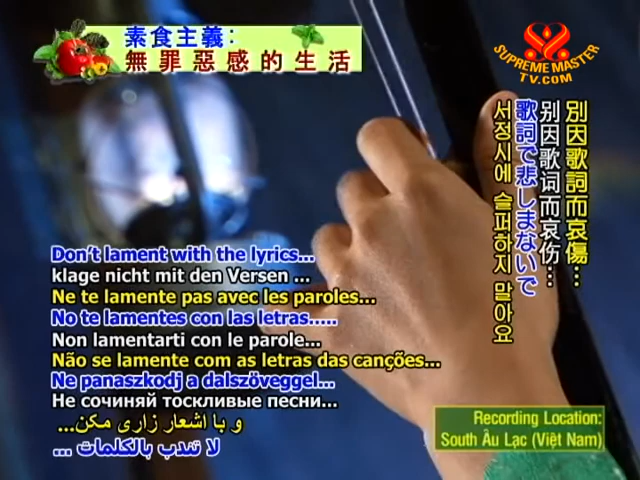 素食主義:
無罪惡感的生活
SUPREME MASTER
TV.COM
別因歌詞而哀傷...
别因歌词而哀伤...
歌詞で悲しまないで
서정시에 슬퍼하지 말아요
Don't lament with the lyrics...
klage nicht mit den Versen ...
Ne te lamente pas avec les paroles...
No te lamentes con las letras.....
Non lamentarti con le parole...
Não se lamente com as letras das canções...
Ne panaszkodj a dalszöveggel...
Не сочиняй тоскливые песни...
و با اشعار زاری مکن...
لا تندب بالكلمات ...
Recording Location:
South Âu Lạc (Việt Nam)